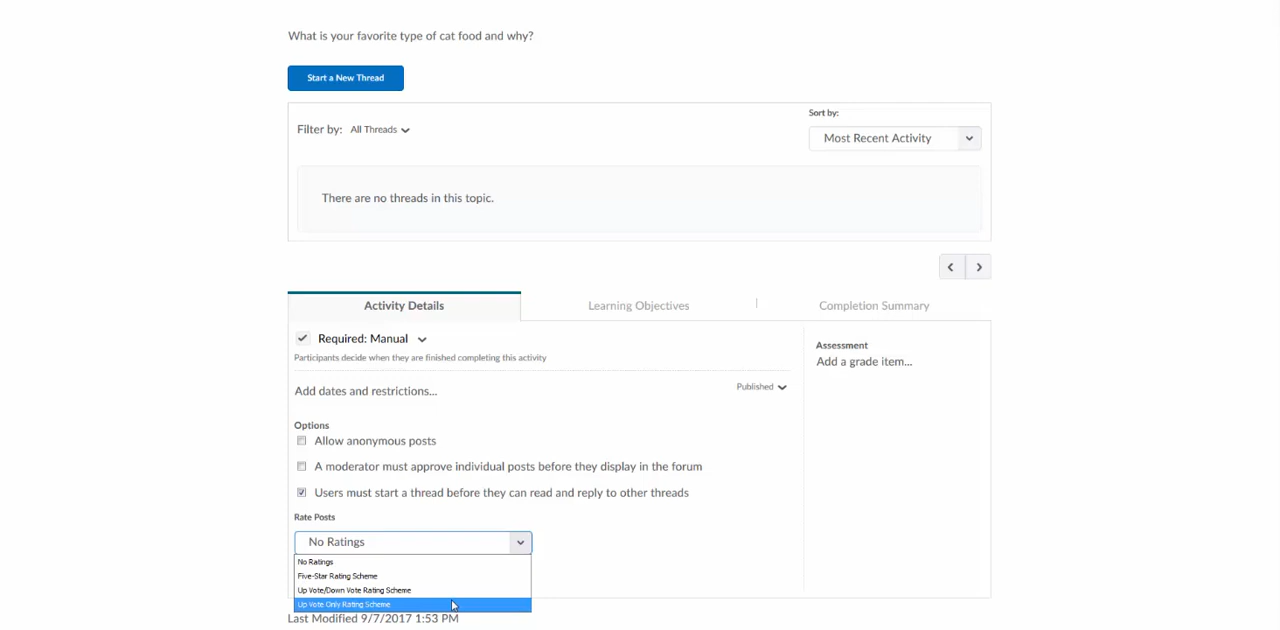 What is your favorite type of cat food and why?
Start a New Thread
Sort by:
Filter by: All Threads
Most Recent Activity
There are no threads in this topic.
Activity Details
Learning Objectives
Completion Summary
Required: Manual
Participants decide when they are finished completing this activity
Assessment
Add a grade item...
Add dates and restrictions...
Published
Options
Allow anonymous posts
A moderator must approve individual posts before they display in the forum
Users must start a thread before they can read and reply to other threads
Rate Posts
No Ratings
No Ratings
Five-Star Rating Scheme
Up Vote/Down Vote Rating Scheme
Up Vote Only Rating Scheme
Last Modified 9/7/2017 1:53 PM